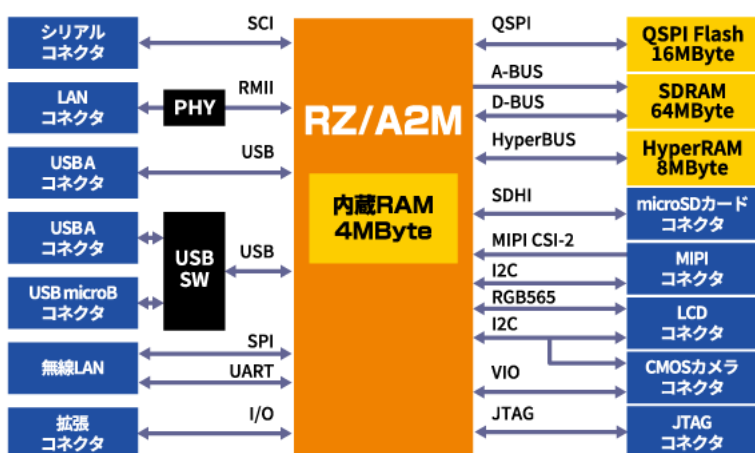 シリアル
コネクタ
SCI
LAN
コネクタ
PHY
RMII
USB A
コネクタ
USB
USB A
コネクタ
USB microB
コネクタ
USB
SW
USB
無線LAN
SPI
UART
拡張
コネクタ
I/O
RZ/A2M
内蔵RAM
4MByte
QSPI
QSPI Flash
16MByte
A-BUS
D-BUS
SDRAM
64MByte
HyperBUS
HyperRAM
8MByte
SDHI
microSDカード
コネクタ
MIPI CSI-2
I2C
MIPI
コネクタ
RGB565
I2C
LCD
コネクタ
VIO
CMOSカメラ
コネクタ
JTAG
JTAG
コネクタ